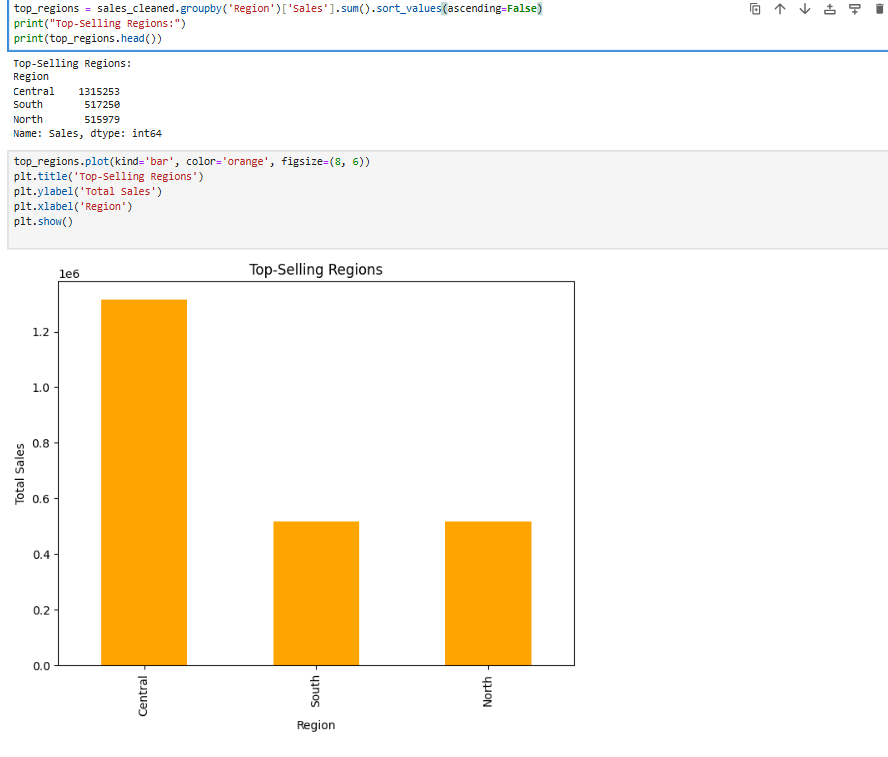 top_regions = sales_cleaned.groupby('Region')['Sales'].sum().sort_values(ascending=False)
print("Top-Selling Regions:")
print(top_regions.head())
Top-Selling Regions:
Region
Central    1315253
South       517250
North       515979
Name: Sales, dtype: int64
top_regions.plot(kind='bar', color='orange', figsize=(8, 6))
plt.title('Top-Selling Regions')
plt.ylabel('Total Sales')
plt.xlabel('Region')
plt.show()
Top-Selling Regions
1e6
1.2
1.0
0.8
0.6
0.4
0.2
0.0
Total Sales
Central
South
North
Region